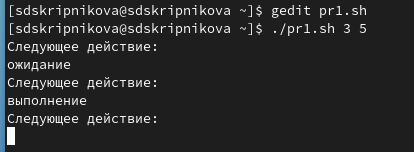 [sdskripnikova@sdskripnikova ~]$ gedit pr1.sh
[sdskripnikova@sdskripnikova ~]$ ./pr1.sh 3 5
Следующее действие:
ожидание
Следующее действие:
выполнение
Следующее действие: